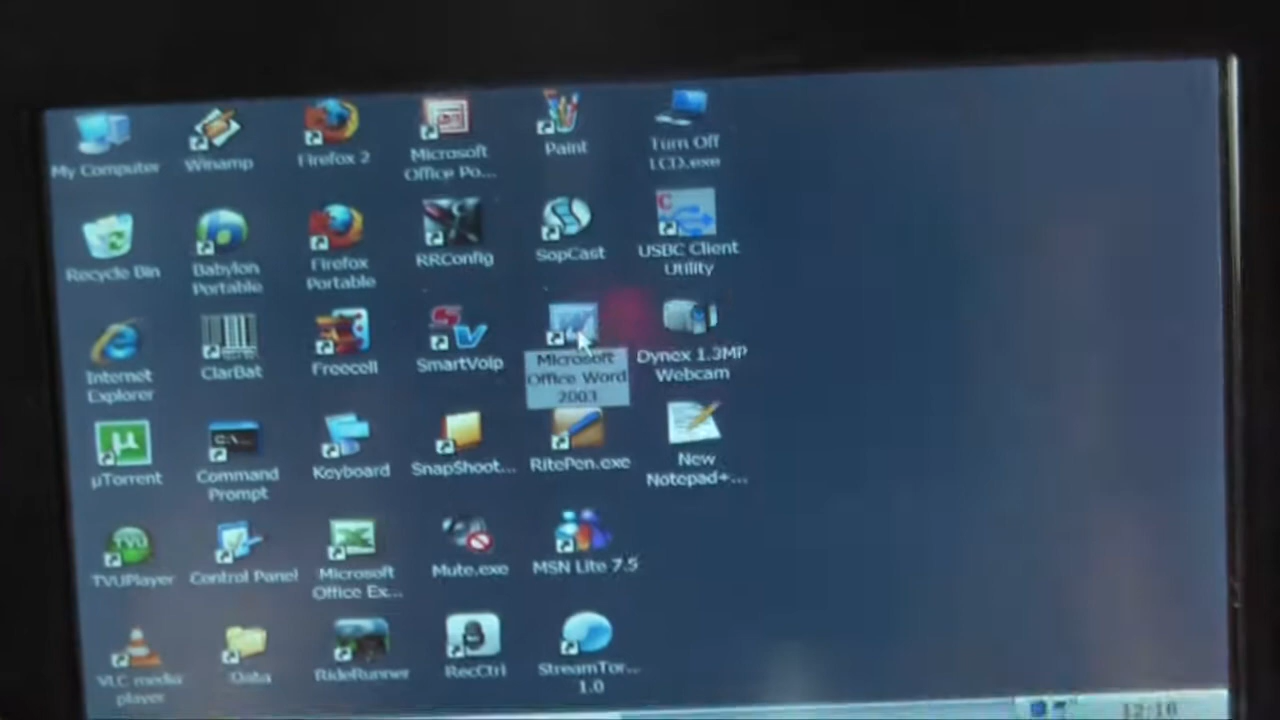 My Computer
Winamp
Firefox 2
Microsoft
Office Po...
Paint
Turn Off
LCD.exe
Recycle Bin
Babylon
Portable
Firefox
Portable
RRConfig
SopCast
C
USBC Client
Utility
Internet
Explorer
ClarBat
Freecell
SmartVoip
Microsoft
Office Word
2003
Dynex 1.3MP
Webcam
µTorrent
C:\
Command
Prompt
Keyboard
SnapShoot...
RitePen.exe
New
Notepad+...
TVU
TVUPlayer
Control Panel
Microsoft
Office Ex...
Mute.exe
MSN Lite 7.5
VLC media
player
Data
RideRunner
RecCtrl
StreamTor...
1.0